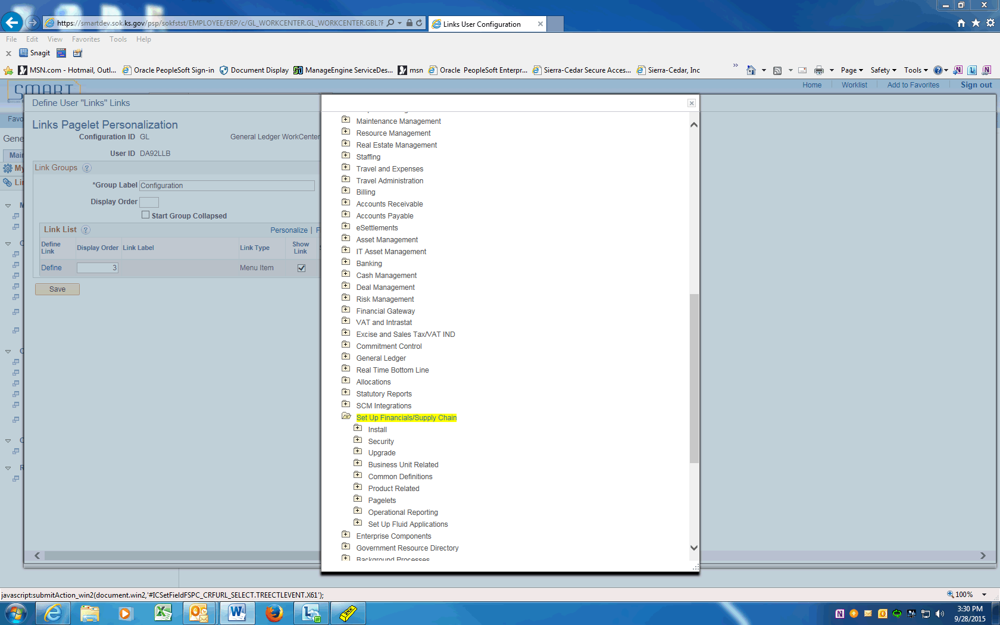 https://smartdev.sok.ks.gov/psp/sokfstst/EMPLOYEE/ERP/c/GL_WORKCENTER.GL_WORKCENTER.GBL?F
Links User Configuration
File Edit View Favorites Tools Help
Snagit
MSN.com - Hotmail, Outl... Oracle PeopleSoft Sign-in Document Display ManageEngine ServiceDes... msn Oracle PeopleSoft Enterpr... Sierra-Cedar Secure Acces... Sierra-Cedar, Inc
Page Safety Tools
SMART
Home Worklist Add to Favorites Sign out
Define User "Links" Links
Favo
Links Pagelet Personalization
Configuration ID GL General Ledger WorkCenter
Gene
User ID DA92LLB
Mair
Link Groups
My
Lin
*Group Label Configuration
Display Order
Start Group Collapsed
Link List Personalize | F
Define Link Display Order Link Label Link Type Show Link
Define 3 Menu Item
Save
Maintenance Management
Resource Management
Real Estate Management
Staffing
Travel and Expenses
Travel Administration
Billing
Accounts Receivable
Accounts Payable
eSettlements
Asset Management
IT Asset Management
Banking
Cash Management
Deal Management
Risk Management
Financial Gateway
VAT and Intrastat
Excise and Sales Tax/VAT IND
Commitment Control
General Ledger
Real Time Bottom Line
Allocations
Statutory Reports
SCM Integrations
Set Up Financials/Supply Chain
Install
Security
Upgrade
Business Unit Related
Common Definitions
Product Related
Pagelets
Operational Reporting
Set Up Fluid Applications
Enterprise Components
Government Resource Directory
Background Processes
javascript:submitAction_win2(document.win2,'#ICSetFieldFSPC_CRFURL_SELECT.TREECTLEVENT.X61');
100%
3:30 PM
9/28/2015